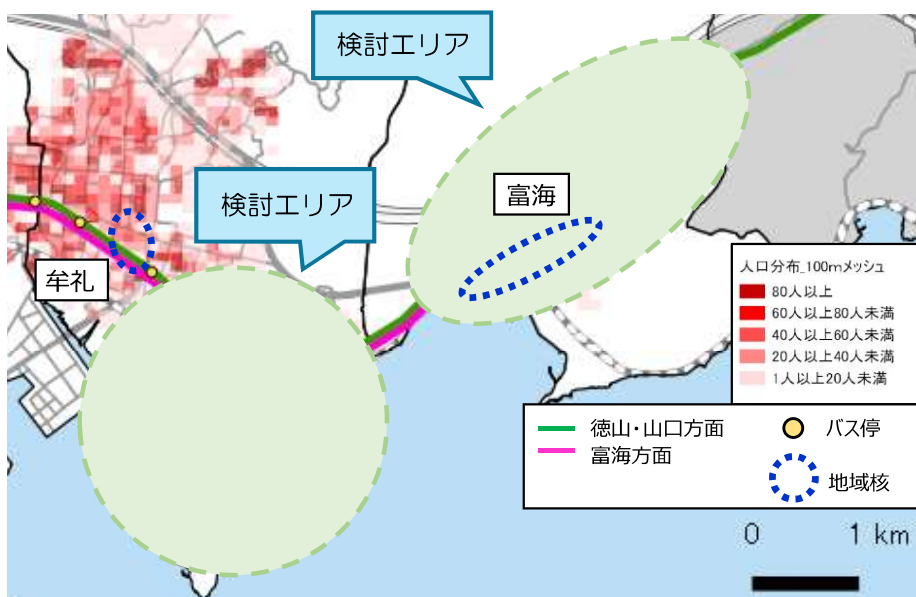 検討エリア
検討エリア
富海
牟礼
人口分布_100mメッシュ
80人以上
60人以上80人未満
40人以上60人未満
20人以上40人未満
1人以上20人未満
徳山・山口方面
バス停
富海方面
地域核
0 1 km